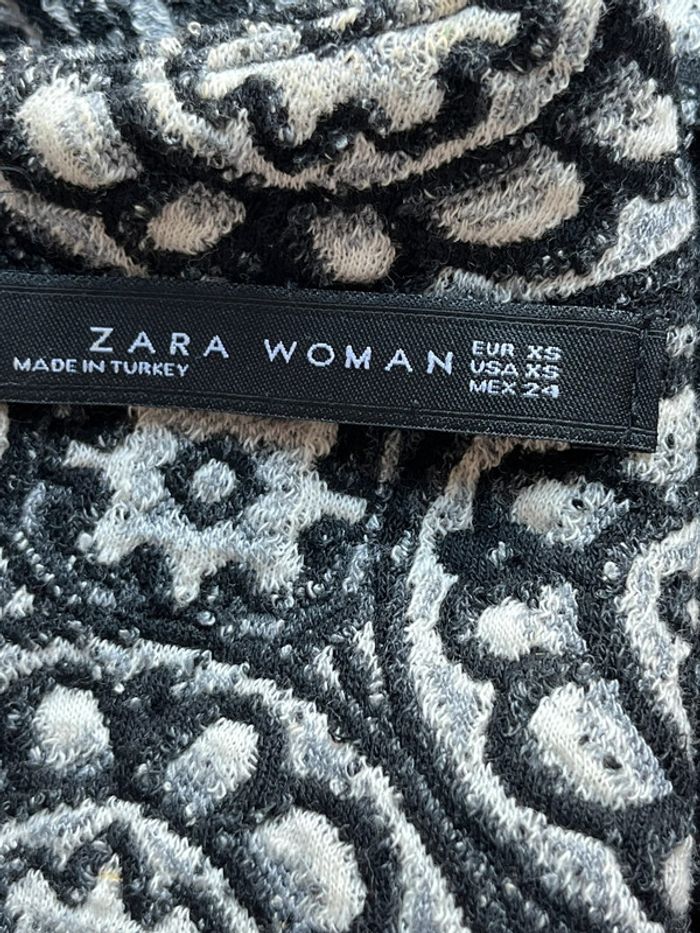 ZARA WOMAN
MADE IN TURKEY
EUR XS
USA XS
MEX 24